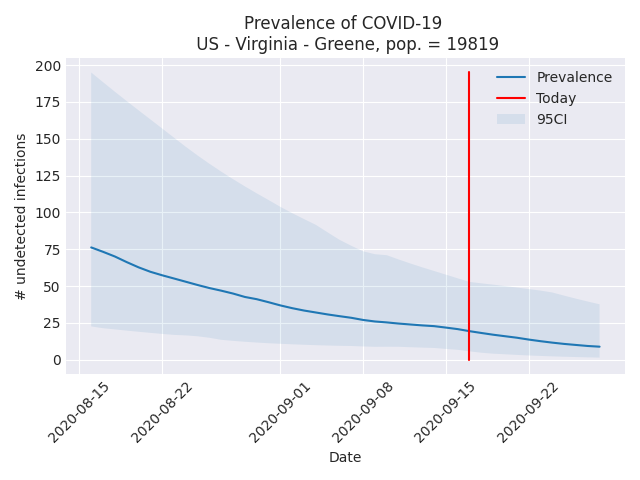 Prevalence of COVID-19
US - Virginia - Greene, pop. = 19819
Prevalence
Today
95CI
# undetected infections
200
175
150
125
100
75
50
25
0
2020-08-15
2020-08-22
2020-09-01
2020-09-08
2020-09-15
2020-09-22
Date